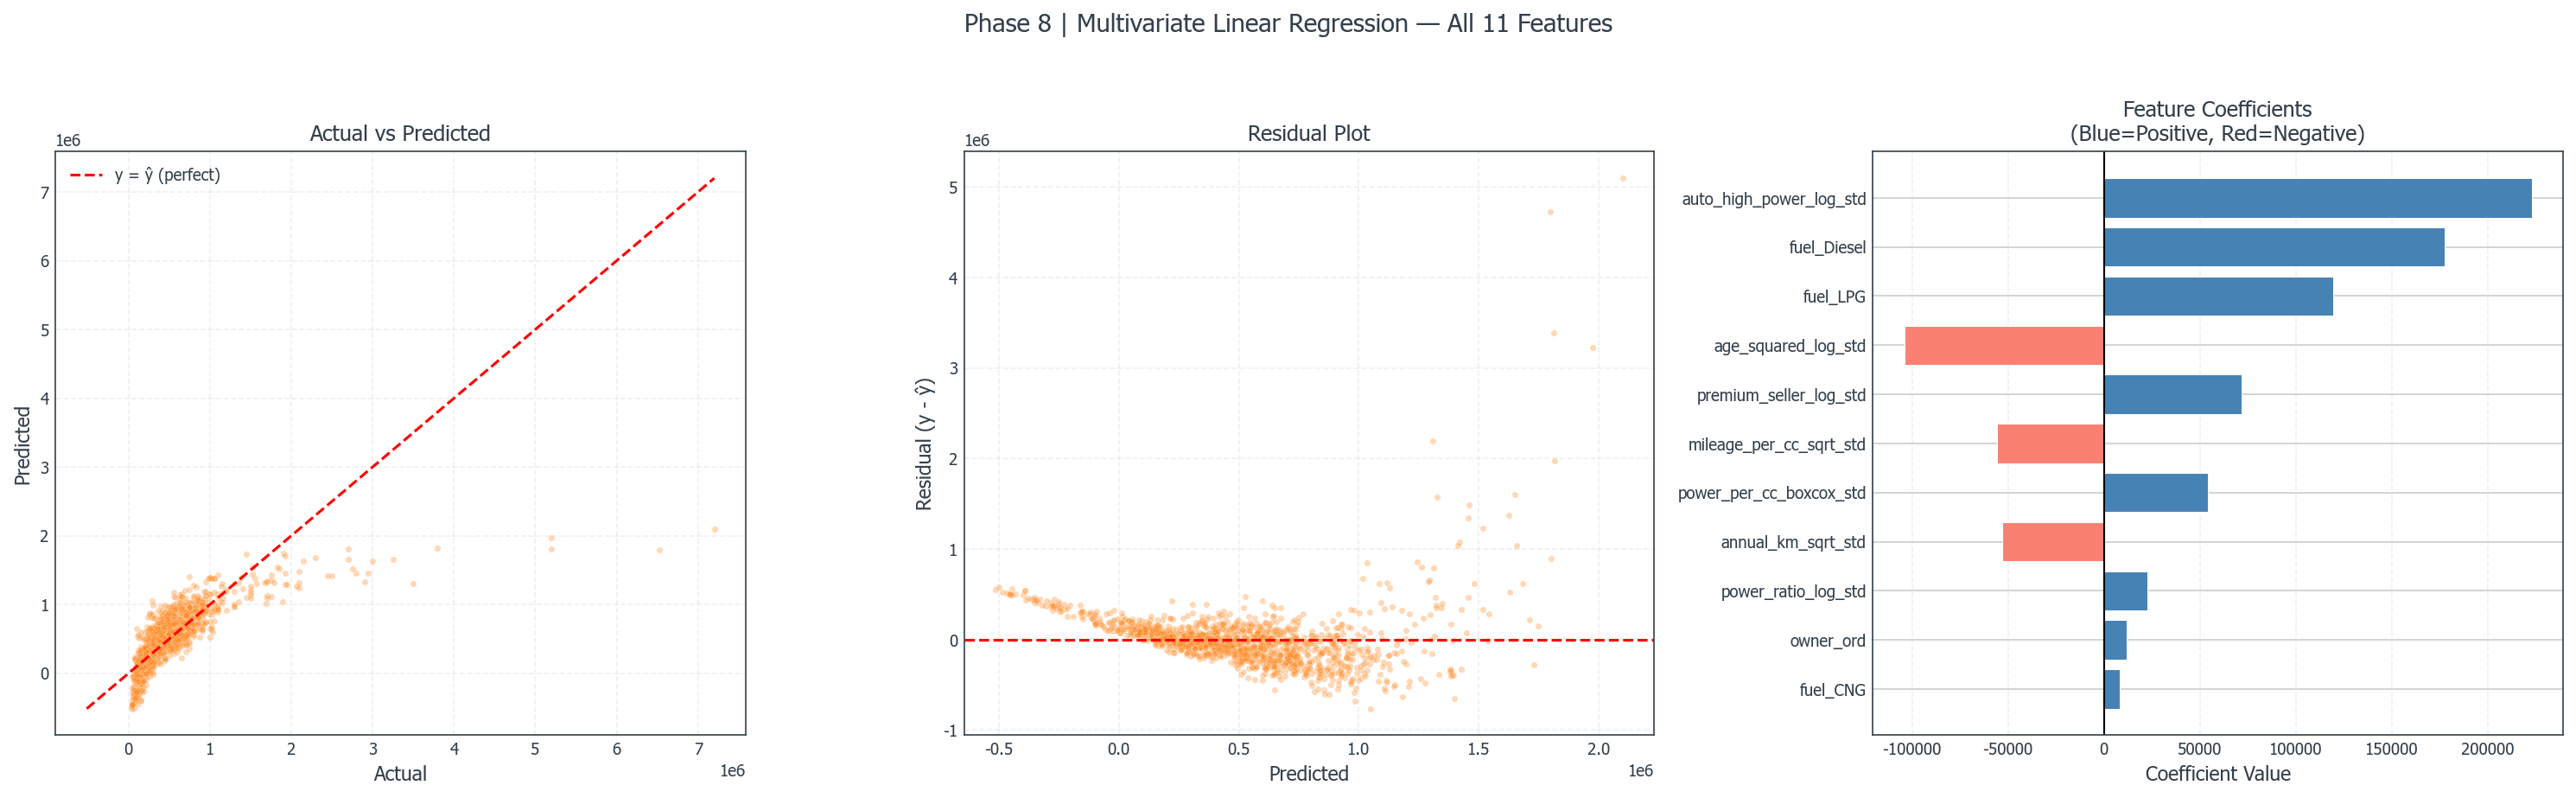 Phase 8 | Multivariate Linear Regression — All 11 Features
Actual vs Predicted
1e6
y = ŷ (perfect)
7
6
5
4
3
2
1
0
Predicted
0 1 2 3 4 5 6 7
1e6
Actual
Residual Plot
1e6
5
4
3
2
1
0
-1
Residual (y - ŷ)
-0.5 0.0 0.5 1.0 1.5 2.0
1e6
Predicted
Feature Coefficients
(Blue=Positive, Red=Negative)
auto_high_power_log_std
fuel_Diesel
fuel_LPG
age_squared_log_std
premium_seller_log_std
mileage_per_cc_sqrt_std
power_per_cc_boxcox_std
annual_km_sqrt_std
power_ratio_log_std
owner_ord
fuel_CNG
-100000 -50000 0 50000 100000 150000 200000
Coefficient Value